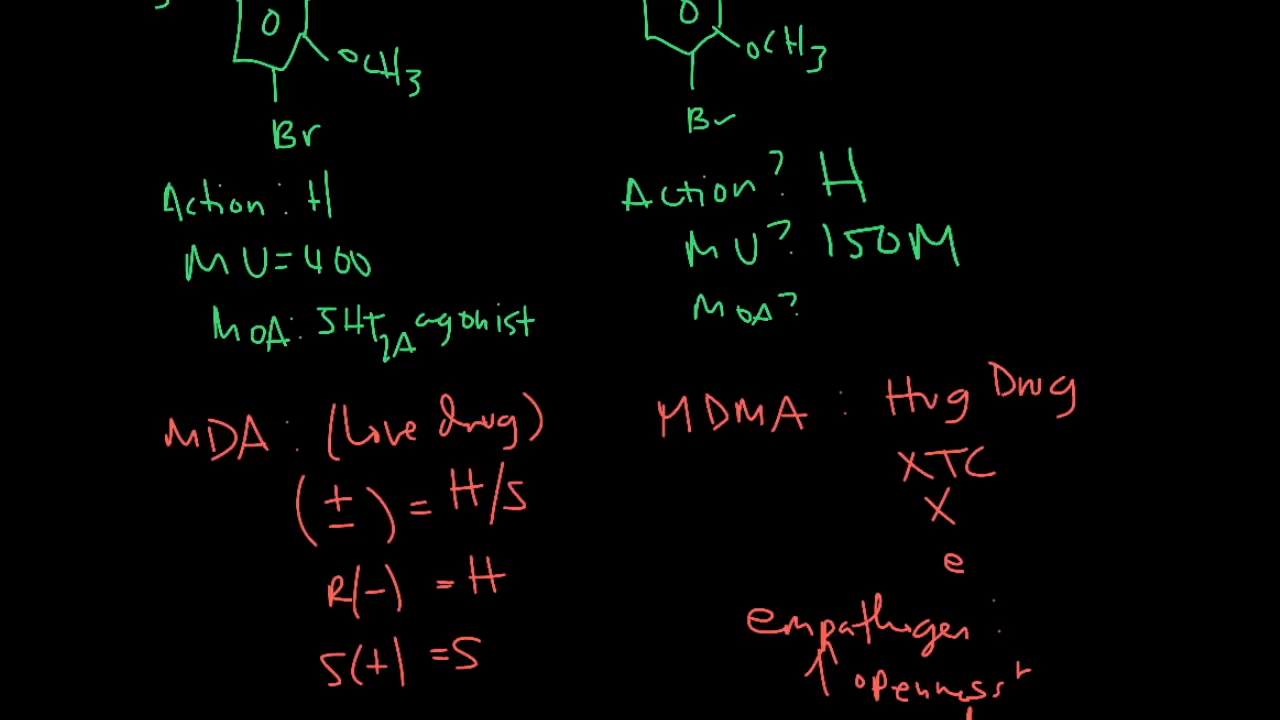 O
OCH3
Br
Action: H
MU=400
MOA: 5HT2A agonist
O
OCH3
Br
Action? H
MU? 150M
MOA?
MDA: (Love drug)
(±) = H/S
R(-) = H
S(+) = S
MDMA: Hug Drug
XTC
X
e
empathogen:
↑ openness